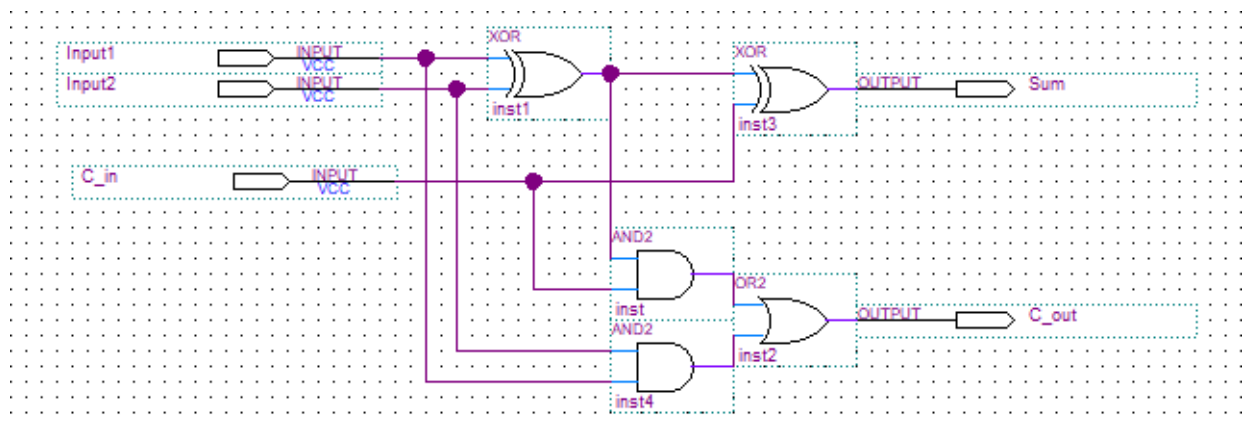 XOR
Input1 INPUT
VCC
XOR
Input2 INPUT
VCC
OUTPUT Sum
inst1
inst3
C_in INPUT
VCC
AND2
OR2
inst
OUTPUT C_out
AND2
inst2
inst4